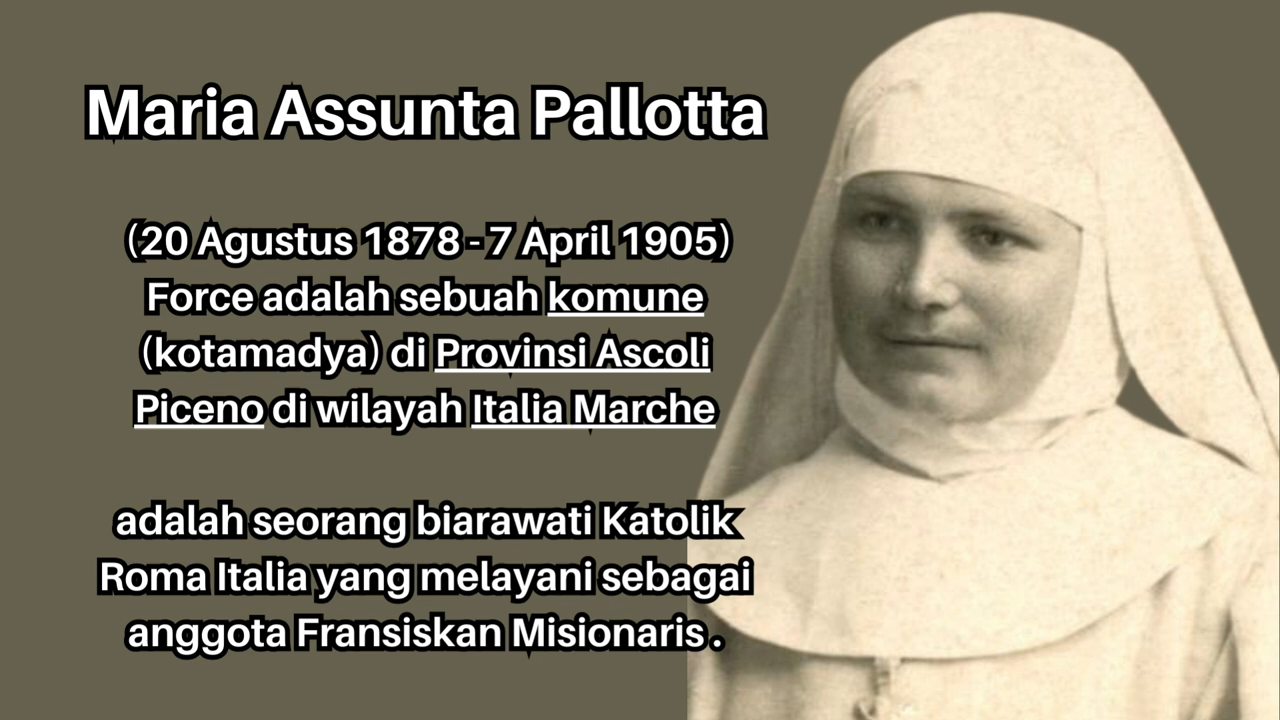 Maria Assunta Pallotta
(20 Agustus 1878 - 7 April 1905)
Force adalah sebuah komune
(kotamadya) di Provinsi Ascoli
Piceno di wilayah Italia Marche
adalah seorang biarawati Katolik
Roma Italia yang melayani sebagai
anggota Fransiskan Misionaris .